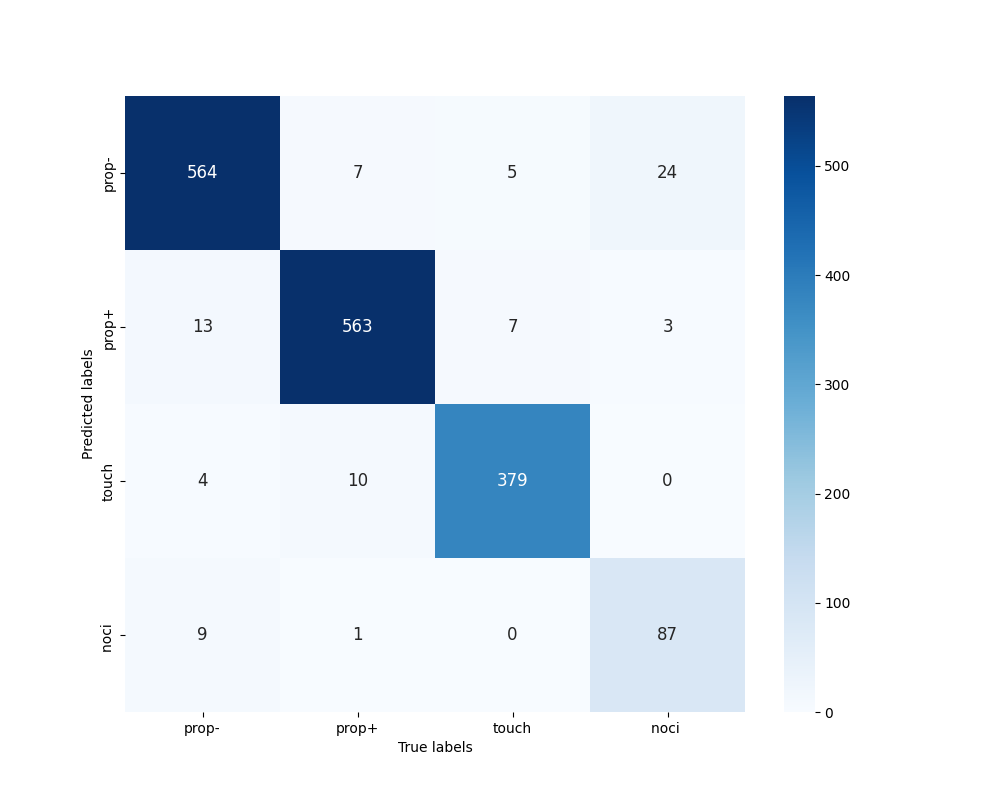 prop-
564 7 5 24
prop+
13 563 7 3
touch
4 10 379 0
noci
9 1 0 87
Predicted labels
prop- prop+ touch noci
True labels
500
400
300
200
100
0